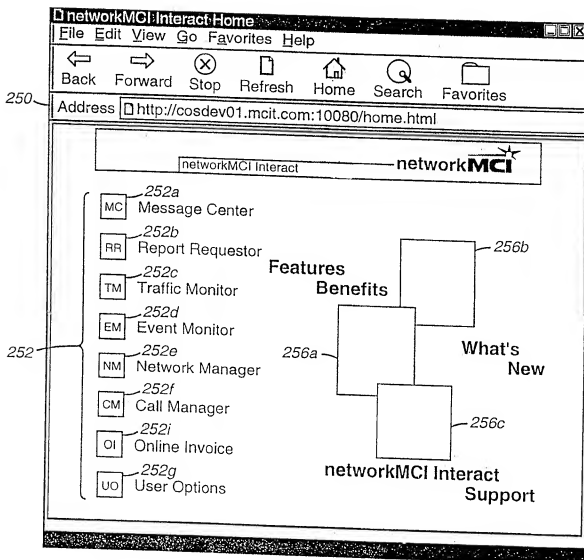 networkMCI Interact Home
File Edit View Go Favorites Help
Back Forward Stop Refresh Home Search Favorites
250
Address http://cosdev01.mcit.com:10080/home.html
networkMCI Interact networkMCI
252
MC 252a Message Center
RR 252b Report Requestor
TM 252c Traffic Monitor
EM 252d Event Monitor
NM 252e Network Manager
CM 252f Call Manager
OI 252i Online Invoice
UO 252g User Options
256b
Features
Benefits
256a
What's
New
256c
networkMCI Interact
Support